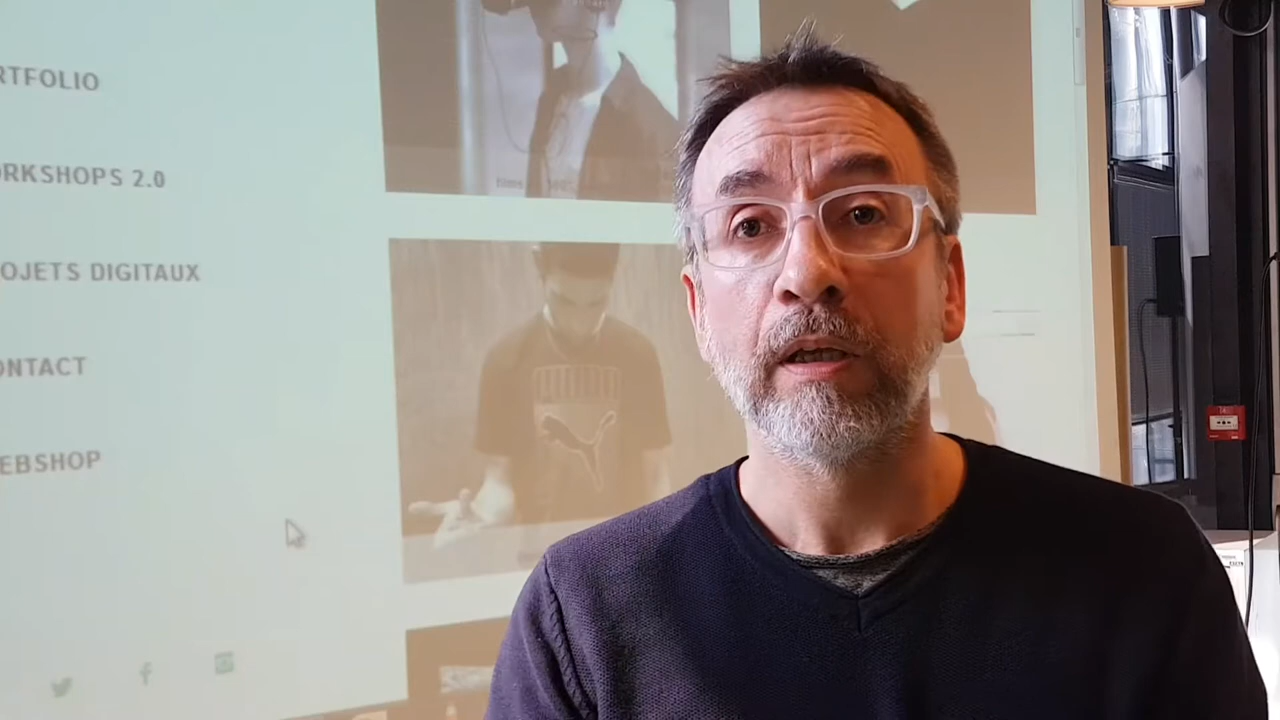 RTFOLIO
ORKSHOPS 2.0
OJETS DIGITAUX
ONTACT
EBSHOP